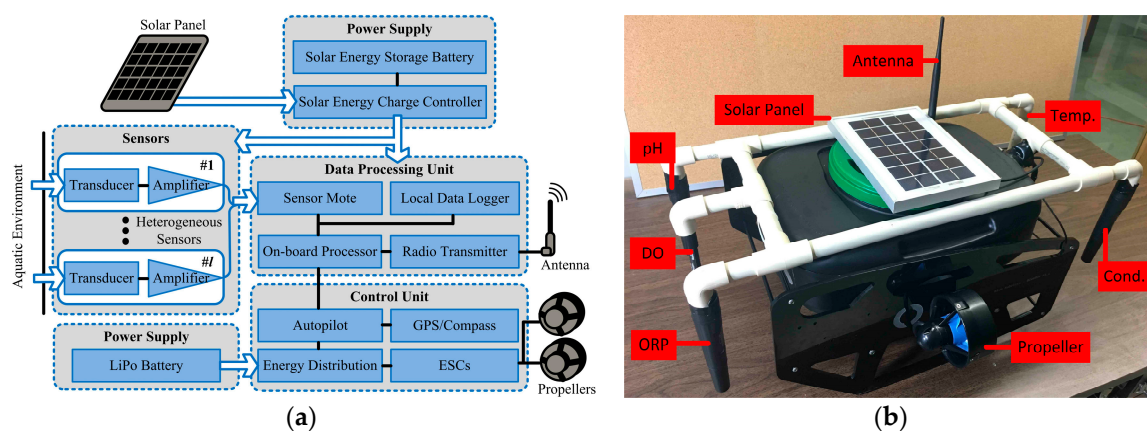 Solar Panel
Power Supply
Solar Energy Storage Battery
Solar Energy Charge Controller
Sensors
#1
Transducer
Amplifier
Heterogeneous
Sensors
#I
Transducer
Amplifier
Aquatic Environment
Data Processing Unit
Sensor Mote
Local Data Logger
On-board Processor
Radio Transmitter
Antenna
Control Unit
Autopilot
GPS/Compass
Energy Distribution
ESCs
Propellers
Power Supply
LiPo Battery
(a)
Antenna
Solar Panel
Temp.
pH
DO
Cond.
ORP
Propeller
(b)